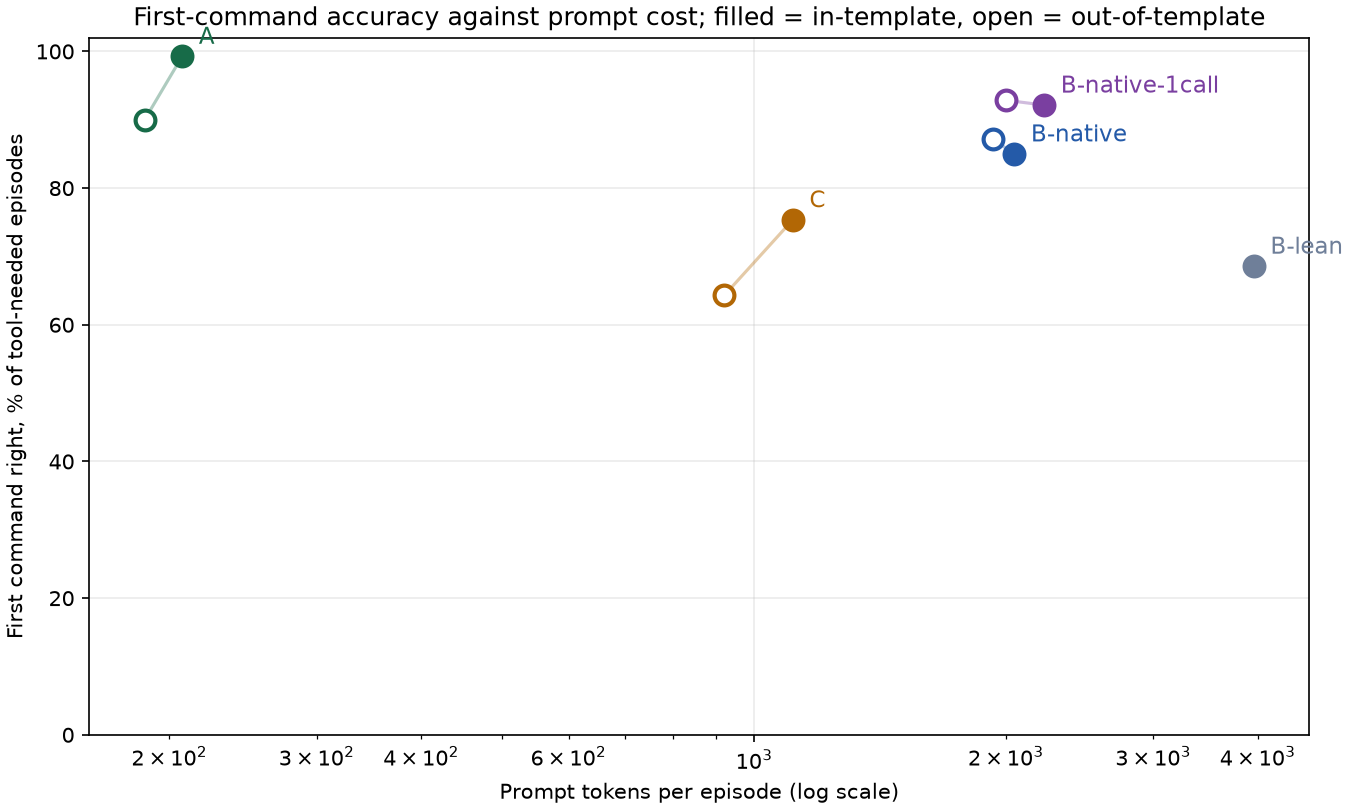 First-command accuracy against prompt cost; filled = in-template, open = out-of-template
First command right, % of tool-needed episodes
100
80
60
40
20
0
A
B-native-1call
B-native
C
B-lean
2 × 10²
3 × 10²
4 × 10²
6 × 10²
10³
2 × 10³
3 × 10³
4 × 10³
Prompt tokens per episode (log scale)